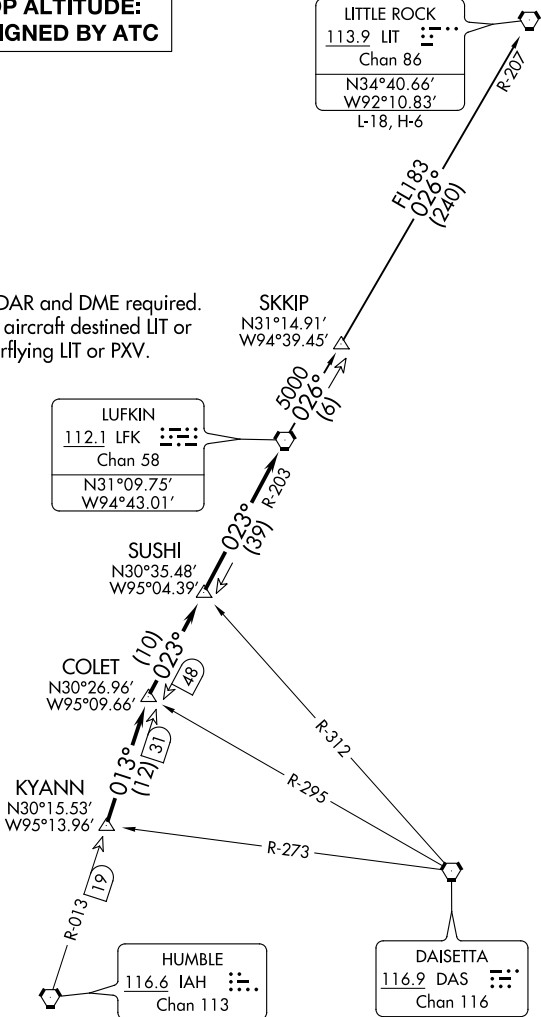 OP ALTITUDE:
IGNED BY ATC
LITTLE ROCK
113.9 LIT
Chan 86
N34°40.66’
W92°10.83’
L-18, H-6
R-207
FL183
026°
(240)
DAR and DME required.
aircraft destined LIT or
rflying LIT or PXV.
SKKIP
N31°14.91’
W94°39.45’
5000
026°
(6)
LUFKIN
112.1 LFK
Chan 58
N31°09.75’
W94°43.01’
R-203
023°
(39)
SUSHI
N30°35.48’
W95°04.39’
(10)
023°
48
COLET
N30°26.96’
W95°09.66’
R-312
013°
(12)
31
R-295
KYANN
N30°15.53’
W95°13.96’
R-273
R-013
19
HUMBLE
116.6 IAH
Chan 113
DAISETTA
116.9 DAS
Chan 116